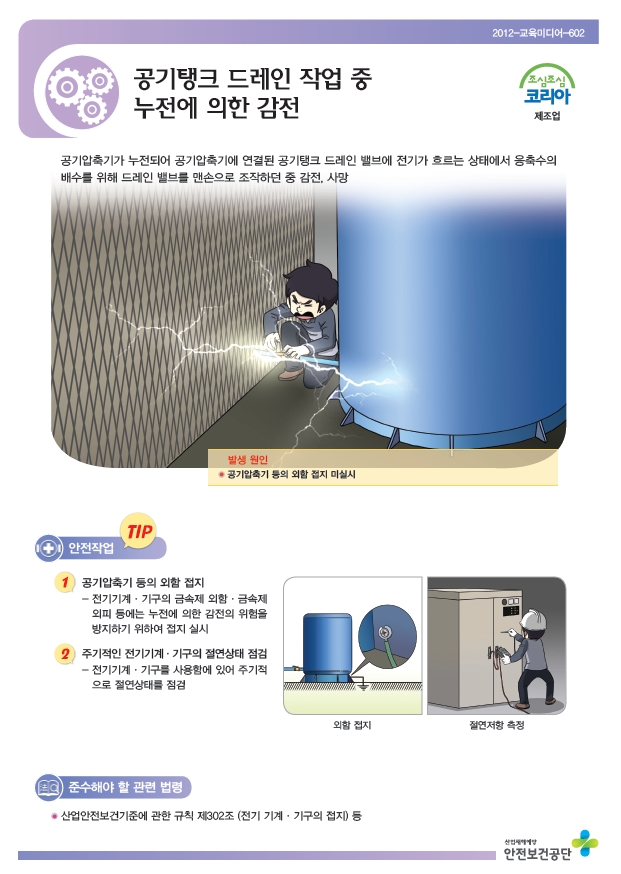 2012-교육미디어-602
공기탱크 드레인 작업 중
누전에 의한 감전
조심조심
코리아
제조업
공기압축기가 누전되어 공기압축기에 연결된 공기탱크 드레인 밸브에 전기가 흐르는 상태에서 응축수의
배수를 위해 드레인 밸브를 맨손으로 조작하던 중 감전, 사망
발생 원인
◉ 공기압축기 등의 외함 접지 미실시
안전작업
TIP
1 공기압축기 등의 외함 접지
- 전기기계·기구의 금속제 외함·금속제
외피 등에는 누전에 의한 감전의 위험을
방지하기 위하여 접지 실시
2 주기적인 전기기계·기구의 절연상태 점검
- 전기기계·기구를 사용함에 있어 주기적
으로 절연상태를 점검
외함 접지
절연저항 측정
준수해야 할 관련 법령
◉ 산업안전보건기준에 관한 규칙 제302조 (전기 기계·기구의 접지) 등
산업재해예방
안전보건공단